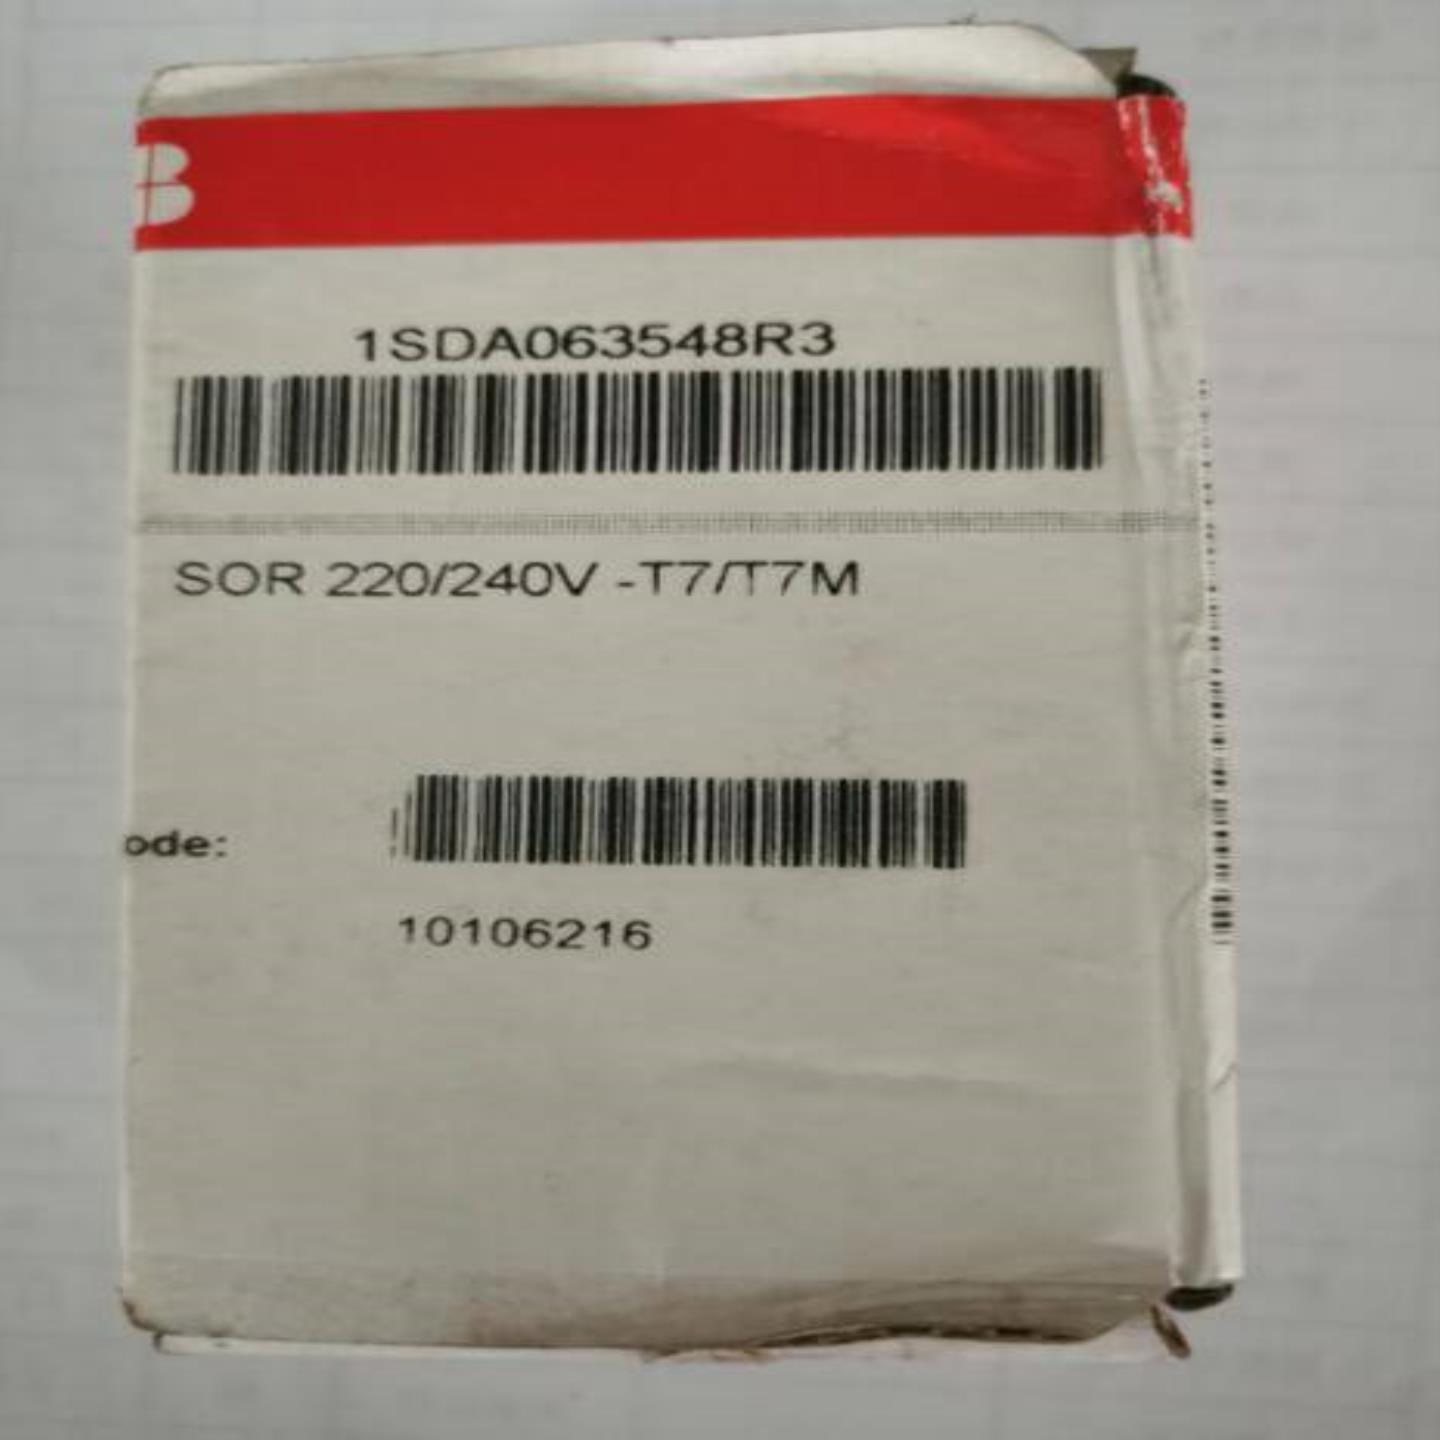 B
1SDA063548R3
SOR 220/240V -T7/T7M
ode:
10106216